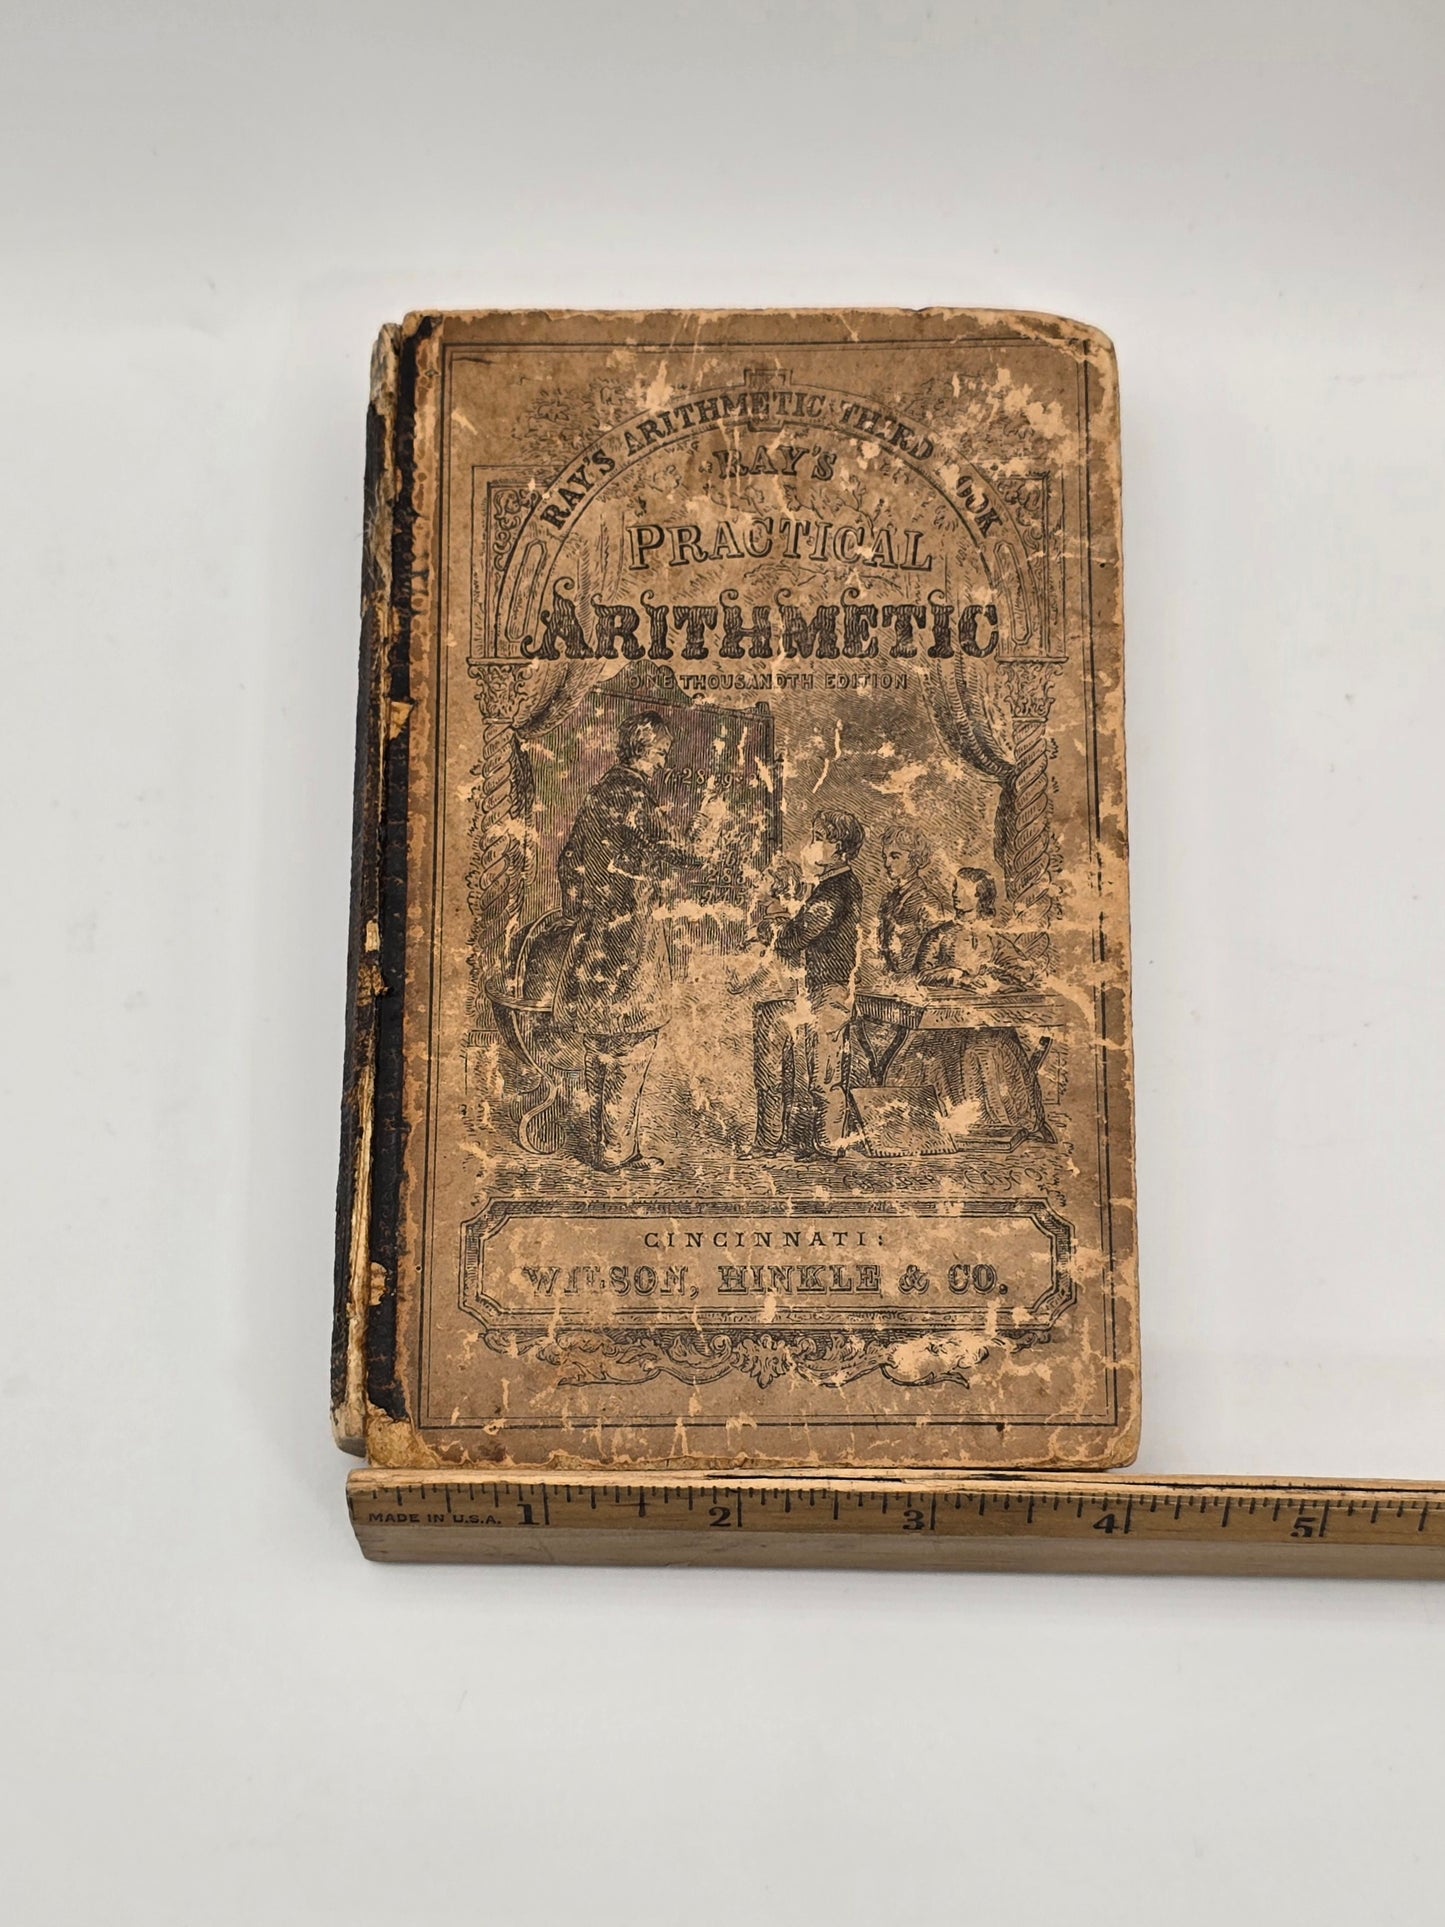 RAY'S ARITHMETIC THIRD BOOK
RAY'S
PRACTICAL
ARITHMETIC
ONE THOUSANDTH EDITION
CINCINNATI:
WILSON, HINKLE & CO.
MADE IN U.S.A. 1 2 3 4 5